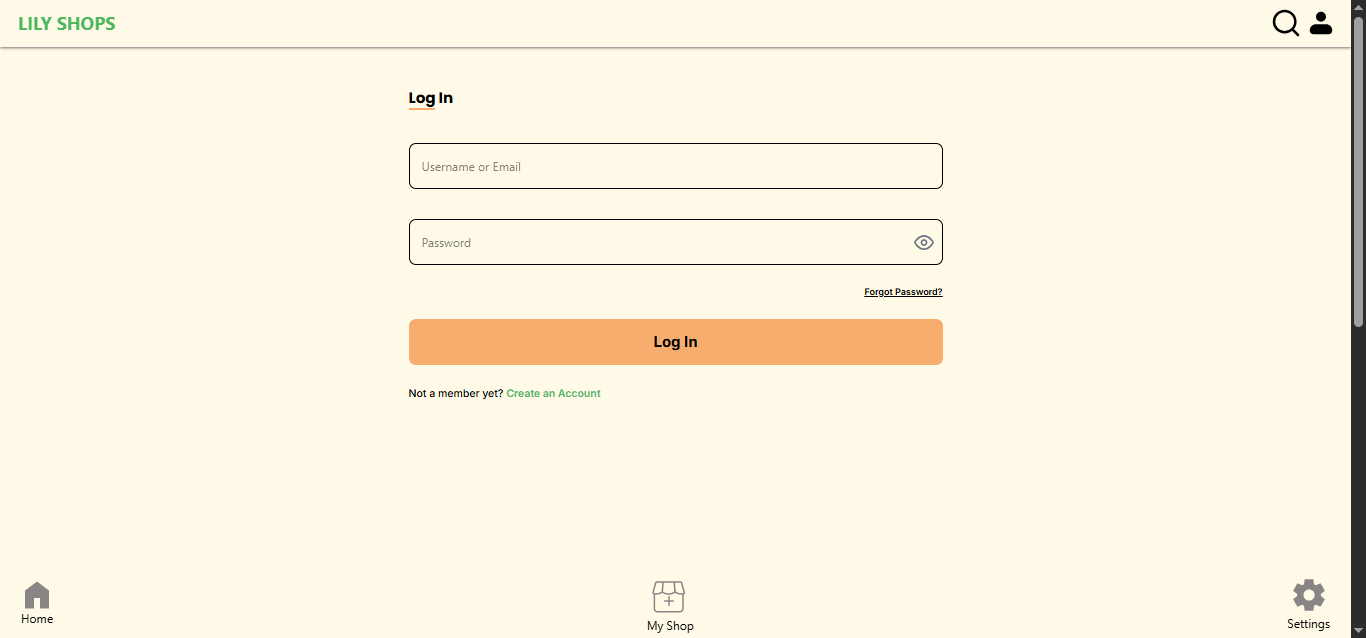 LILY SHOPS
Log In
Username or Email
Password
Forgot Password?
Log In
Not a member yet? Create an Account
Home
My Shop
Settings